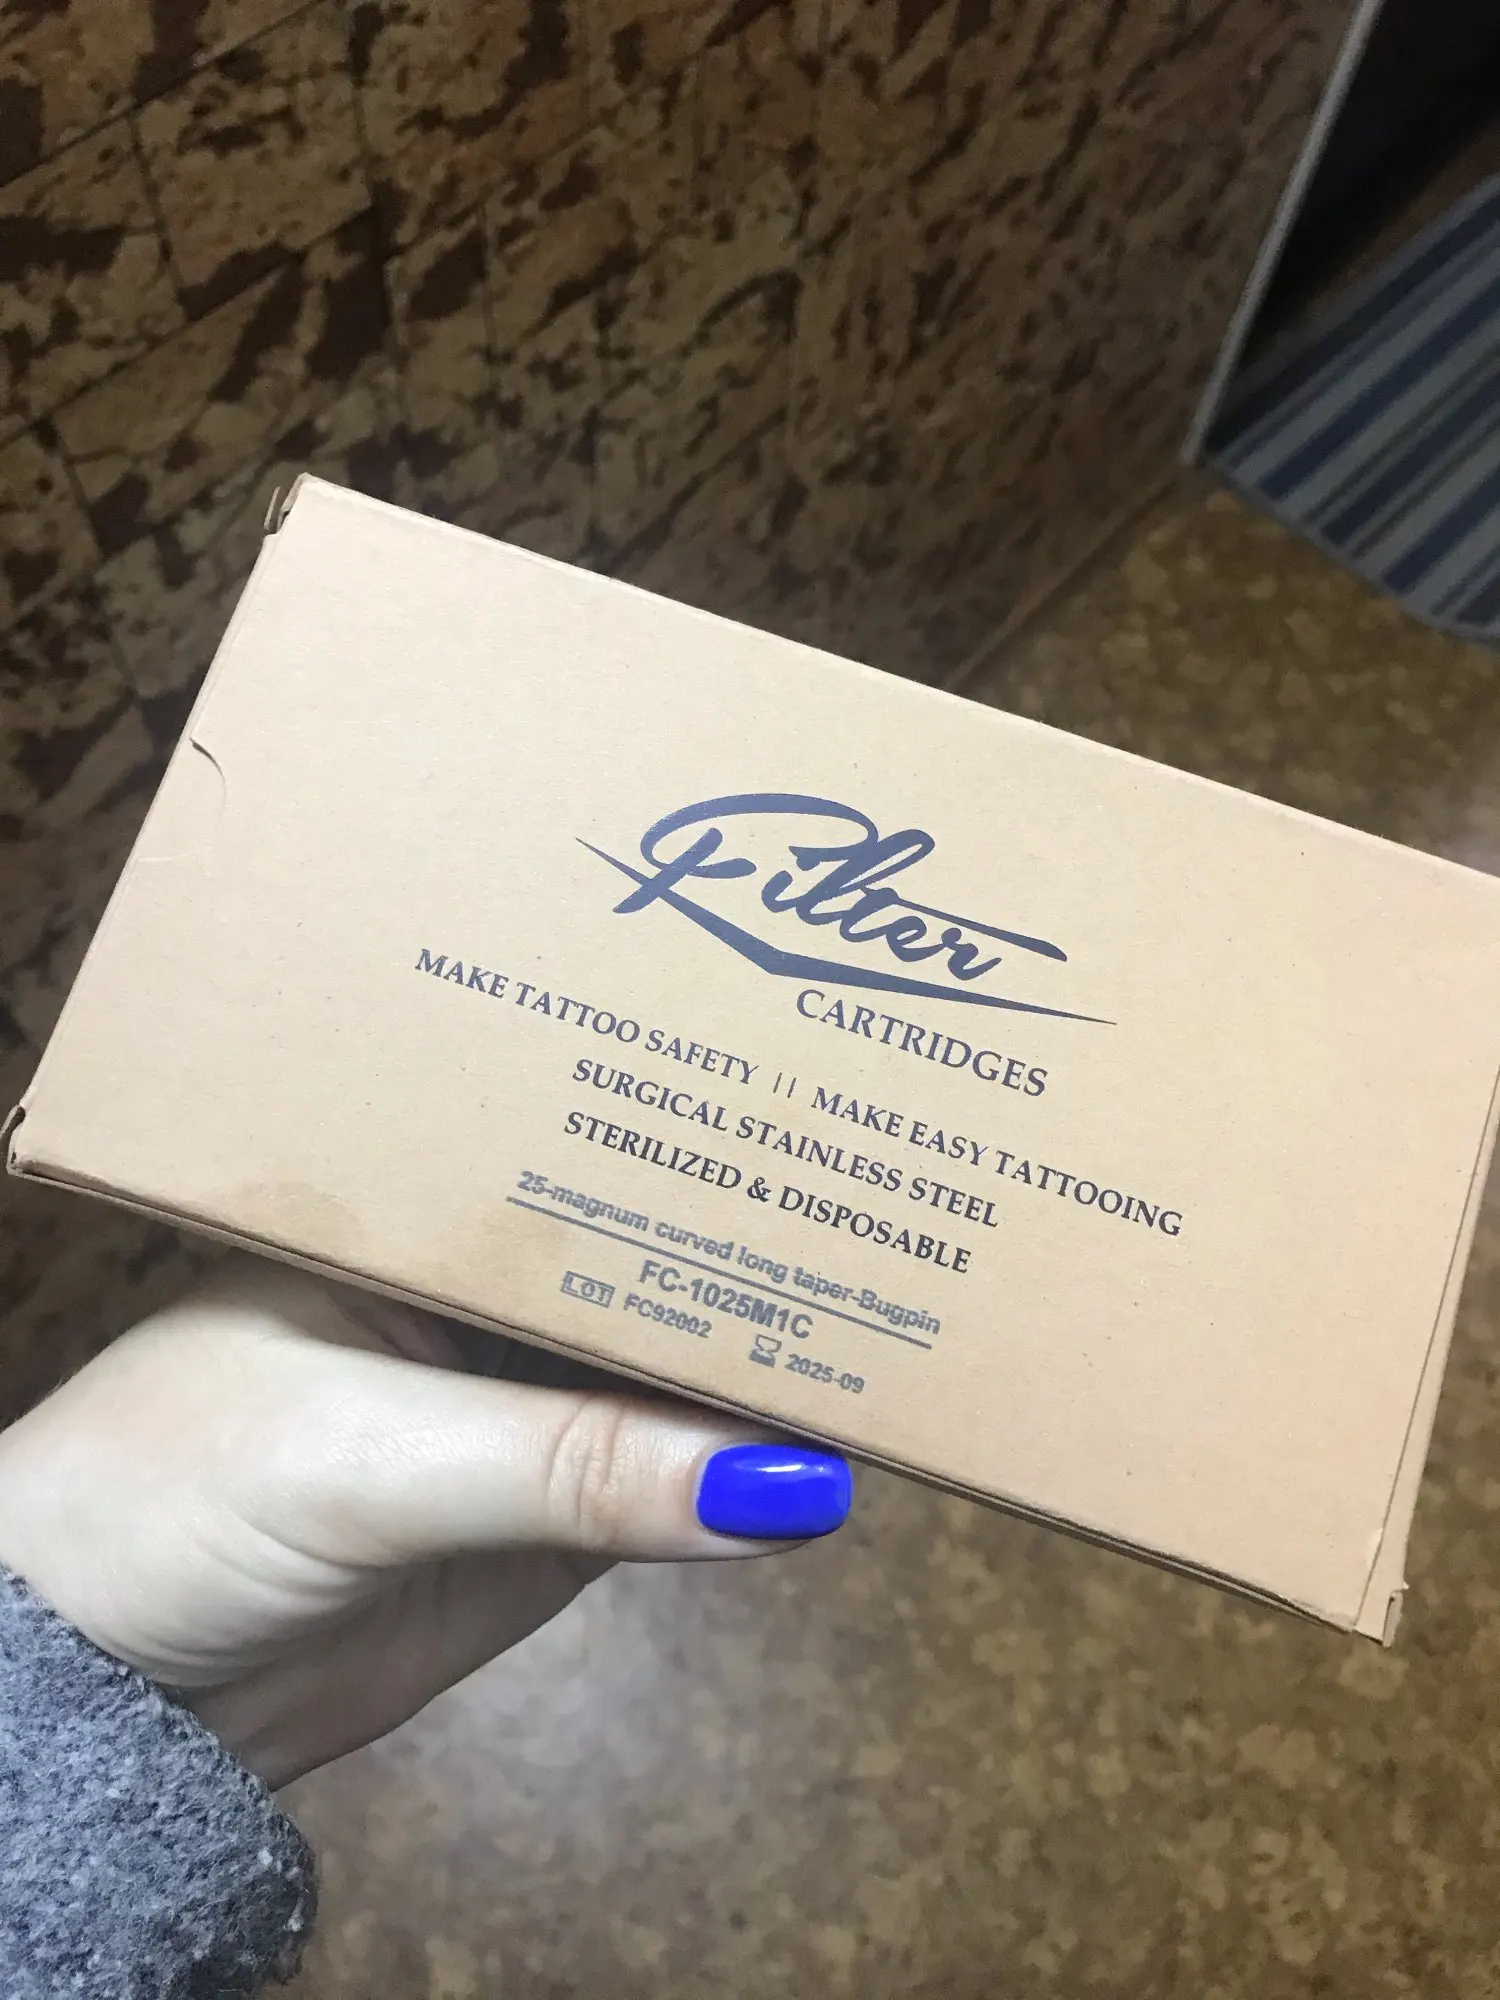 Filter
CARTRIDGES
MAKE TATTOO SAFETY || MAKE EASY TATTOOING
SURGICAL STAINLESS STEEL
STERILIZED & DISPOSABLE
25-magnum curved long taper-Bugpin
FC-1025M1C
LOT FC92002 2025-09